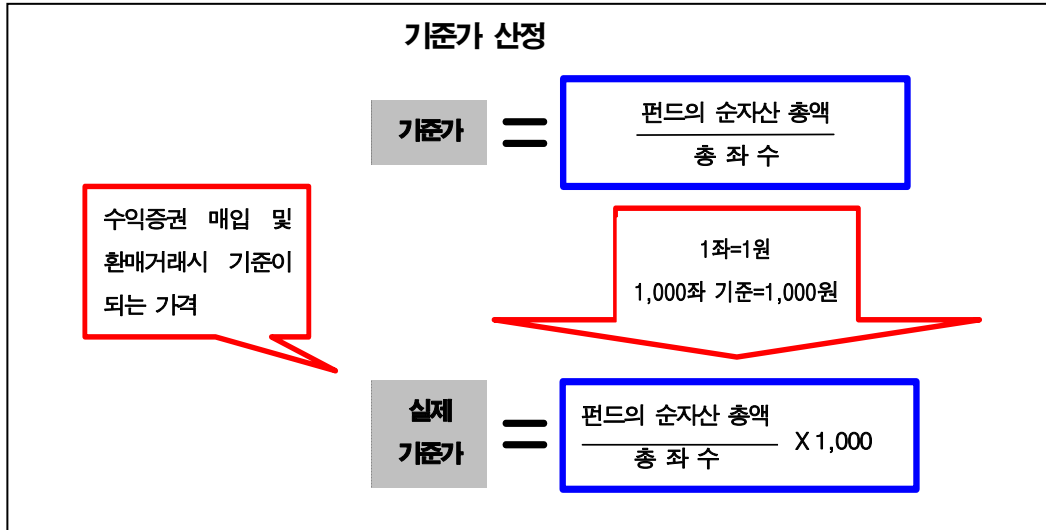 기준가 산정
기준가
=
펀드의 순자산 총액
총 좌 수
수익증권 매입 및
환매거래시 기준이
되는 가격
1좌=1원
1,000좌 기준=1,000원
실제
기준가
=
펀드의 순자산 총액
총 좌 수
X 1,000